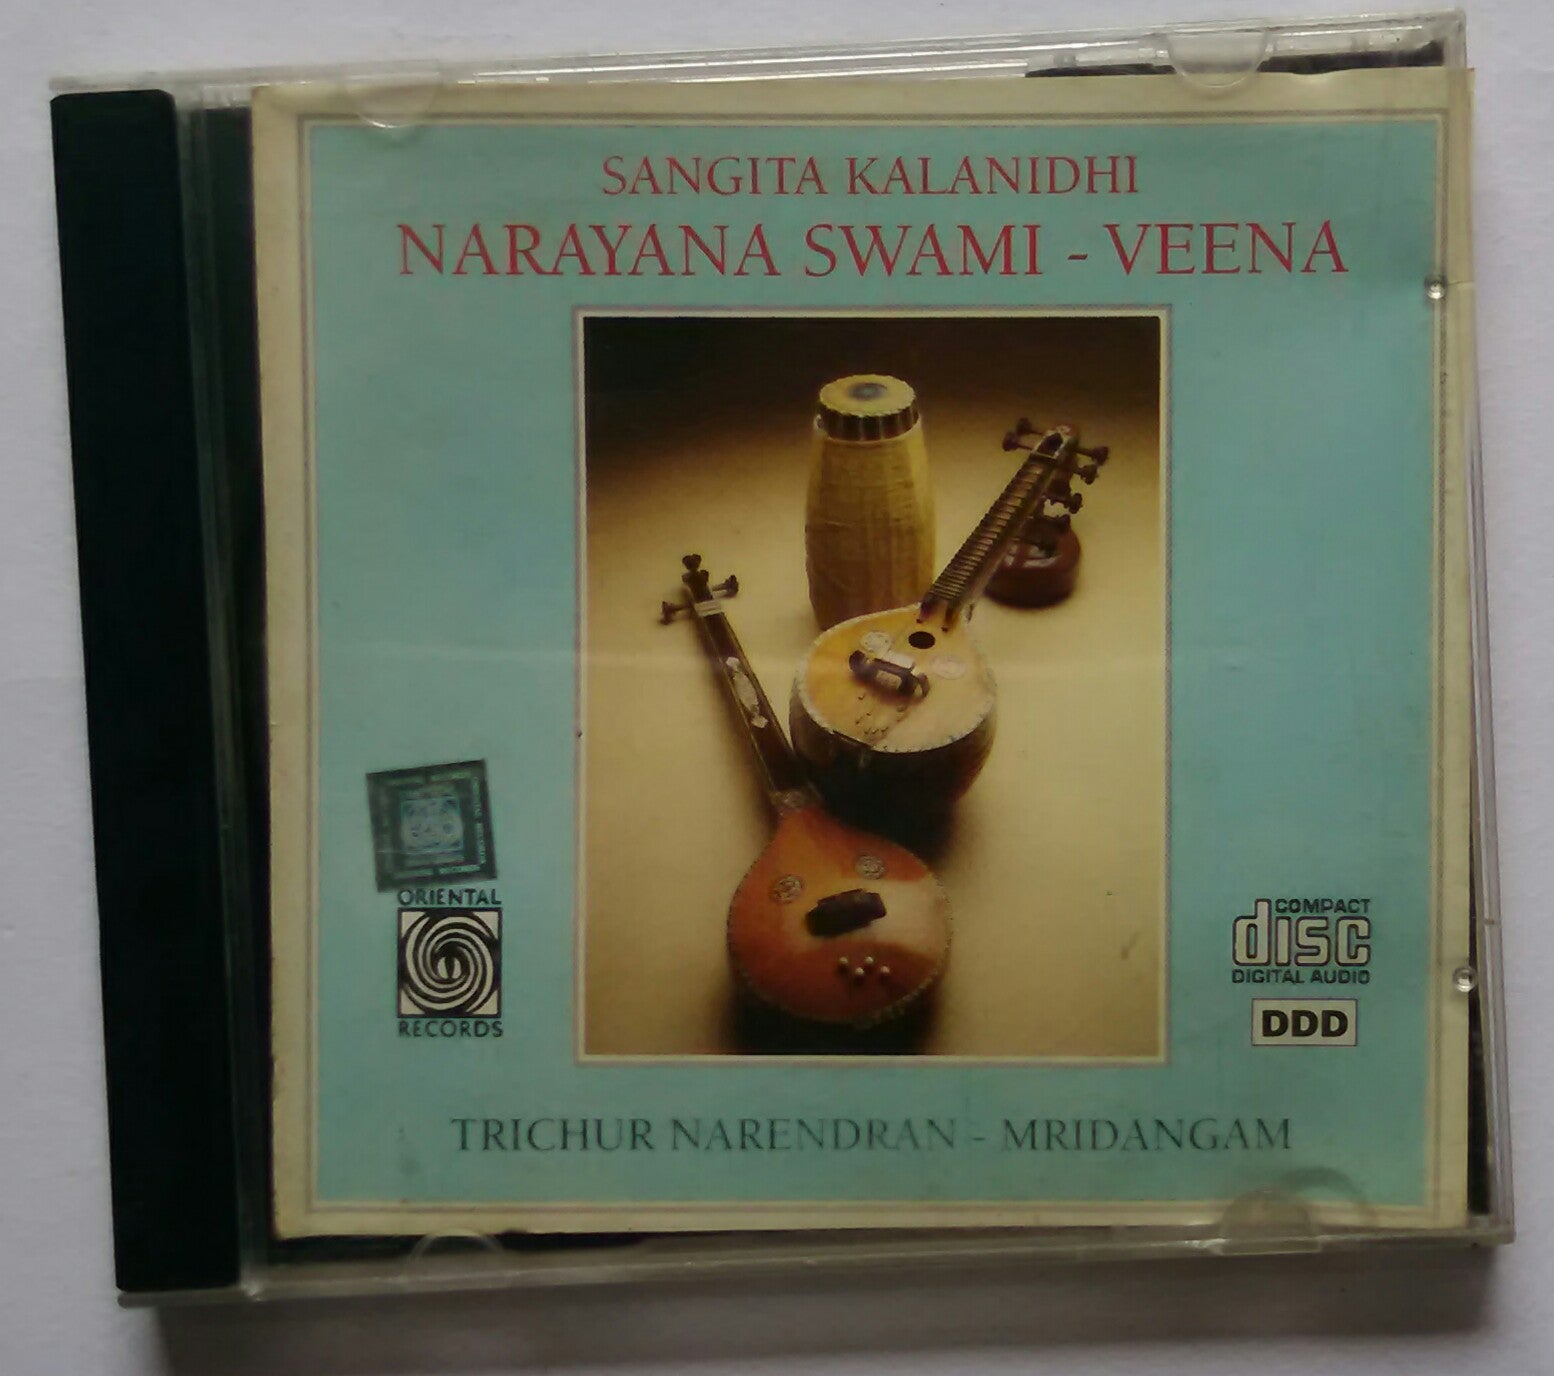 SANGITA KALANIDHI
NARAYANA SWAMI - VEENA
ORIENTAL
RECORDS
COMPACT
disc
DIGITAL AUDIO
DDD
TRICHUR NARENDRAN - MRIDANGAM